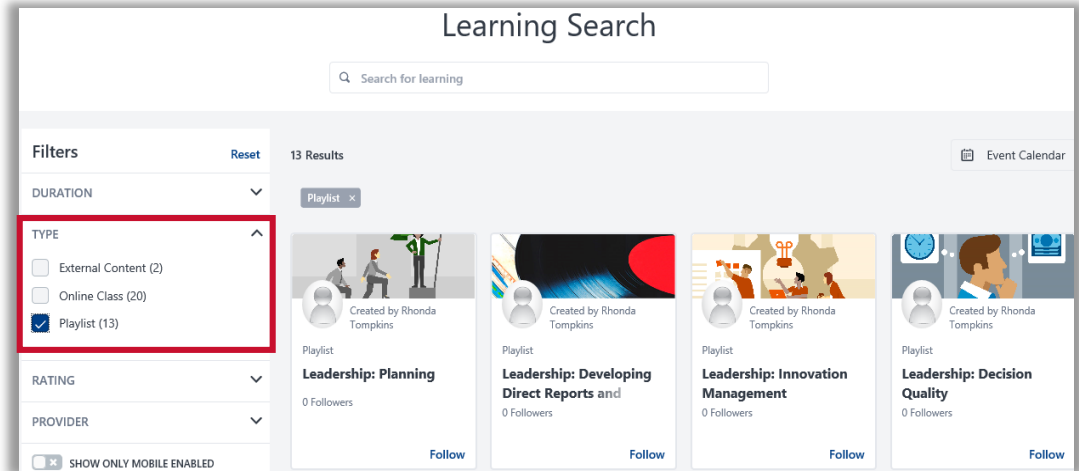 Learning Search
Search for learning
Filters
Reset
DURATION
TYPE
External Content (2)
Online Class (20)
Playlist (13)
RATING
PROVIDER
SHOW ONLY MOBILE ENABLED
13 Results
Event Calendar
Playlist ×
Created by Rhonda
Tompkins
Playlist
Leadership: Planning
0 Followers
Follow
Created by Rhonda
Tompkins
Playlist
Leadership: Developing
Direct Reports and
0 Followers
Follow
Created by Rhonda
Tompkins
Playlist
Leadership: Innovation
Management
0 Followers
Follow
Created by Rhonda
Tompkins
Playlist
Leadership: Decision
Quality
0 Followers
Follow